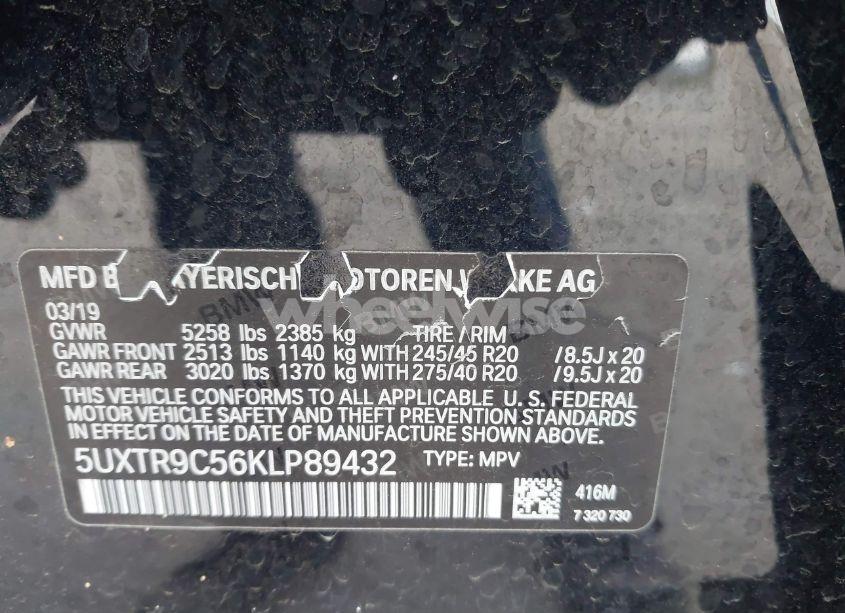 MFD B YERISCH OTOREN KE AG
03/19
GVWR 5258 lbs 2385 kg TIRE / RIM
GAWR FRONT 2513 lbs 1140 kg WITH 245/45 R20 /8.5J x 20
GAWR REAR 3020 lbs 1370 kg WITH 275/40 R20 /9.5J x 20
THIS VEHICLE CONFORMS TO ALL APPLICABLE U. S. FEDERAL
MOTOR VEHICLE SAFETY AND THEFT PREVENTION STANDARDS
IN EFFECT ON THE DATE OF MANUFACTURE SHOWN ABOVE.
5UXTR9C56KLP89432 TYPE: MPV
416M
7 320 730
wheelwise
BMW